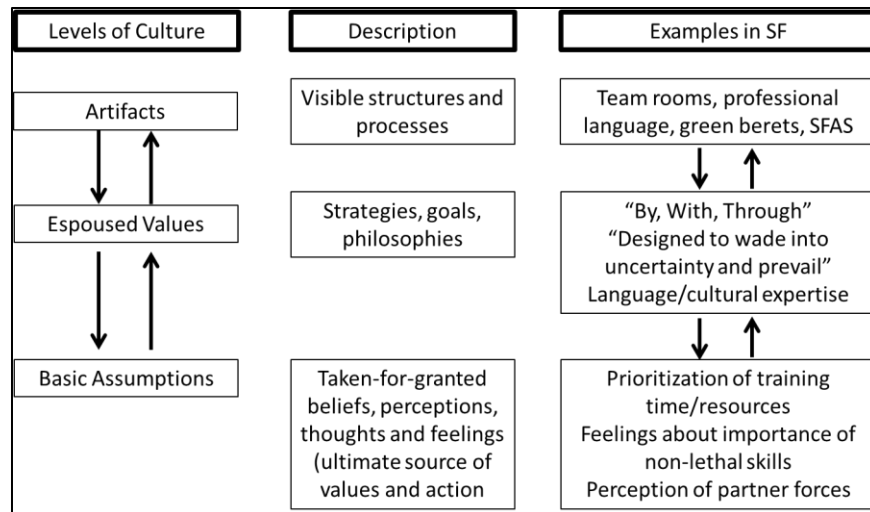 Levels of Culture
Description
Examples in SF
Artifacts
Visible structures and
processes
Team rooms, professional
language, green berets, SFAS
Espoused Values
Strategies, goals,
philosophies
“By, With, Through”
“Designed to wade into
uncertainty and prevail”
Language/cultural expertise
Basic Assumptions
Taken-for-granted
beliefs, perceptions,
thoughts and feelings
(ultimate source of
values and action
Prioritization of training
time/resources
Feelings about importance of
non-lethal skills
Perception of partner forces